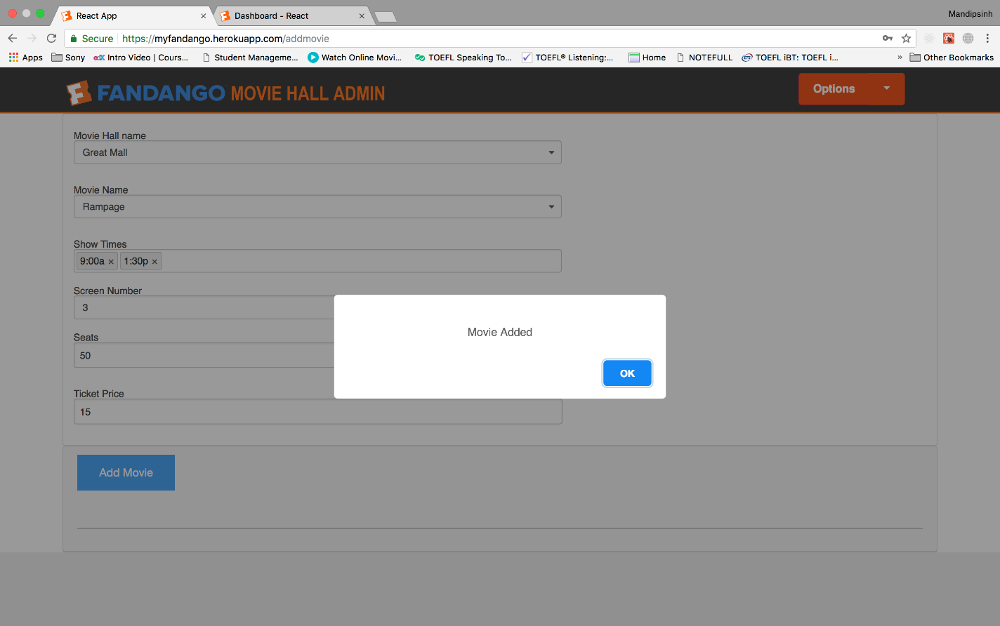 React App
Dashboard - React
Mandipsinh
Secure https://myfandango.herokuapp.com/addmovie
Apps Sony edX Intro Video | Cours... Student Manageme... Watch Online Movi... TOEFL Speaking To... TOEFL® Listening:... Home NOTEFULL ETS TOEFL iBT: TOEFL i... » Other Bookmarks
FANDANGO MOVIE HALL ADMIN
Options
Movie Hall name
Great Mall
Movie Name
Rampage
Show Times
9:00a × 1:30p ×
Screen Number
3
Movie Added
Seats
50
OK
Ticket Price
15
Add Movie